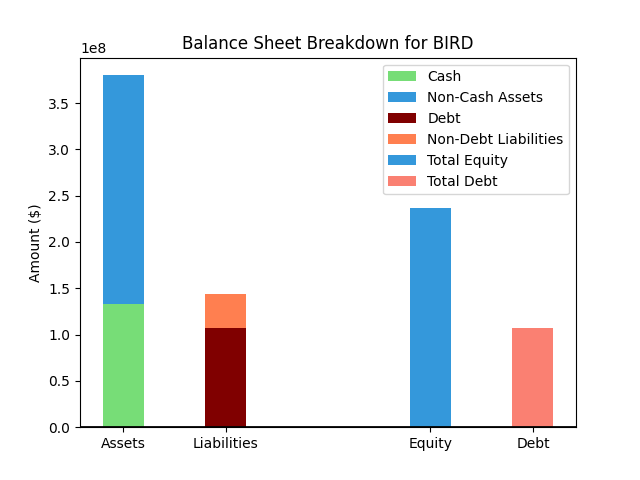 Balance Sheet Breakdown for BIRD
1e8
Amount ($)
3.5
3.0
2.5
2.0
1.5
1.0
0.5
0.0
Cash
Non-Cash Assets
Debt
Non-Debt Liabilities
Total Equity
Total Debt
Assets
Liabilities
Equity
Debt